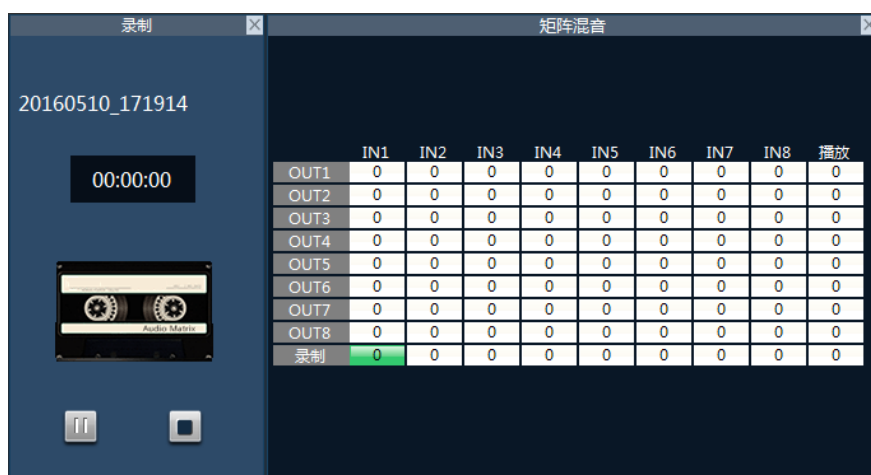 录制
20160510_171914
00:00:00
Audio Matrix
矩阵混音
IN1 IN2 IN3 IN4 IN5 IN6 IN7 IN8 播放
OUT1 0 0 0 0 0 0 0 0 0
OUT2 0 0 0 0 0 0 0 0 0
OUT3 0 0 0 0 0 0 0 0 0
OUT4 0 0 0 0 0 0 0 0 0
OUT5 0 0 0 0 0 0 0 0 0
OUT6 0 0 0 0 0 0 0 0 0
OUT7 0 0 0 0 0 0 0 0 0
OUT8 0 0 0 0 0 0 0 0 0
录制 0 0 0 0 0 0 0 0 0